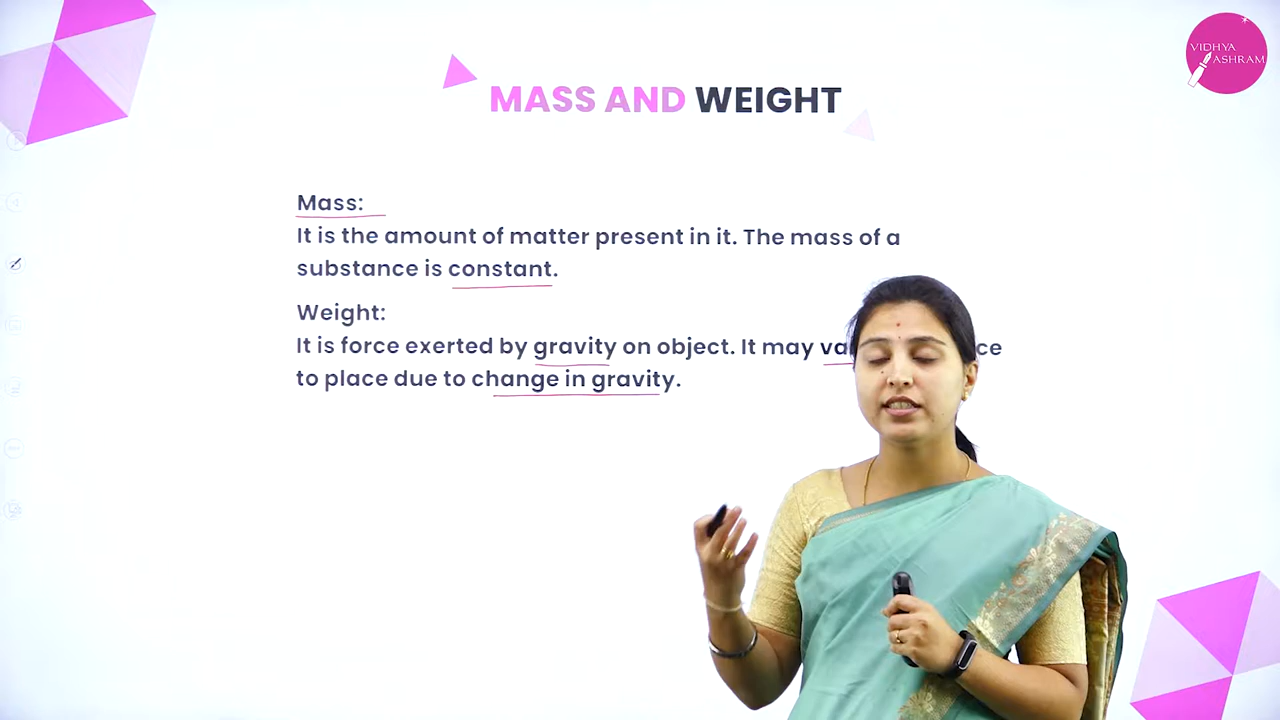 VIDHYA
ASHRAM
MASS AND WEIGHT
Mass:
It is the amount of matter present in it. The mass of a
substance is constant.
Weight:
It is force exerted by gravity on object. It may
to place due to change in gravity.